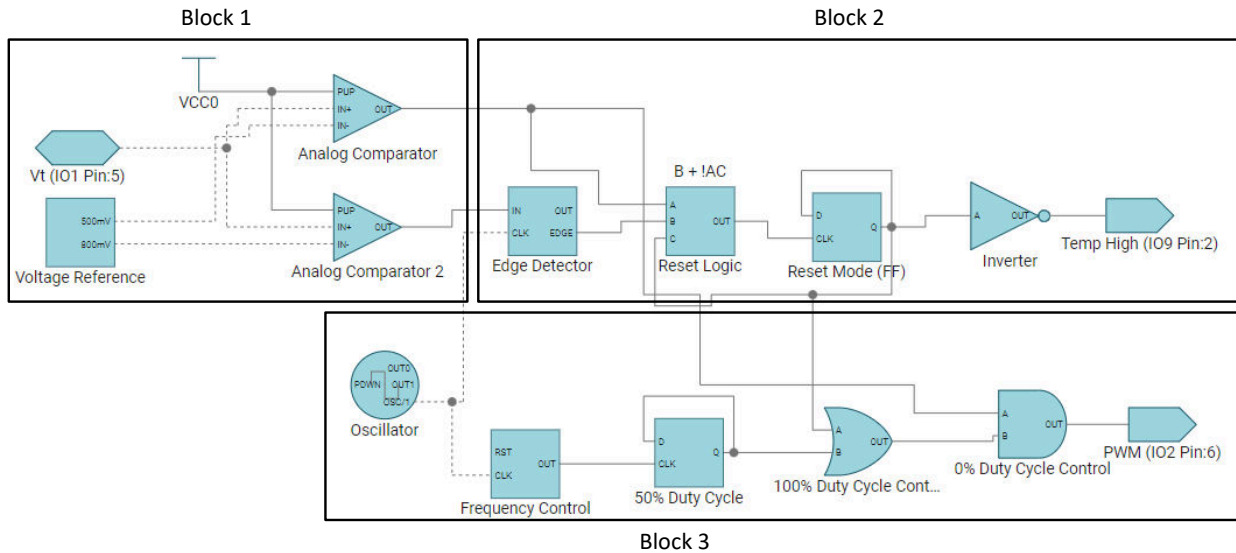 Block 1
Block 2
VCC0
PUP
IN+
IN-
OUT
Analog Comparator
Vt (IO1 Pin:5)
500mV
800mV
Voltage Reference
PUP
IN+
IN-
OUT
Analog Comparator 2
IN
CLK
OUT
EDGE
Edge Detector
B + !AC
A
B
C
OUT
Reset Logic
D
CLK
Q
Reset Mode (FF)
A
OUT
Inverter
Temp High (IO9 Pin:2)
OUT0
PDWN
OUT1
OSC/1
Oscillator
RST
CLK
OUT
Frequency Control
D
CLK
Q
50% Duty Cycle
A
B
OUT
100% Duty Cycle Cont...
A
B
OUT
0% Duty Cycle Control
PWM (IO2 Pin:6)
Block 3